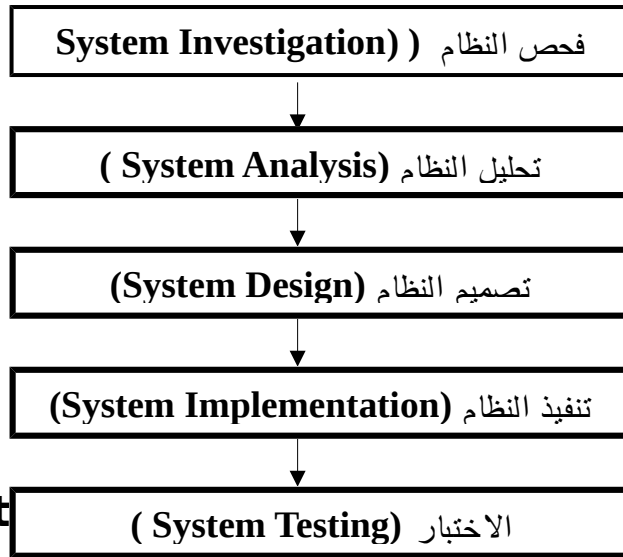 فحص النظام ( (System Investigation
تحليل النظام (System Analysis )
تصميم النظام (System Design)
تنفيذ النظام (System Implementation)
t
الاختبار (System Testing )